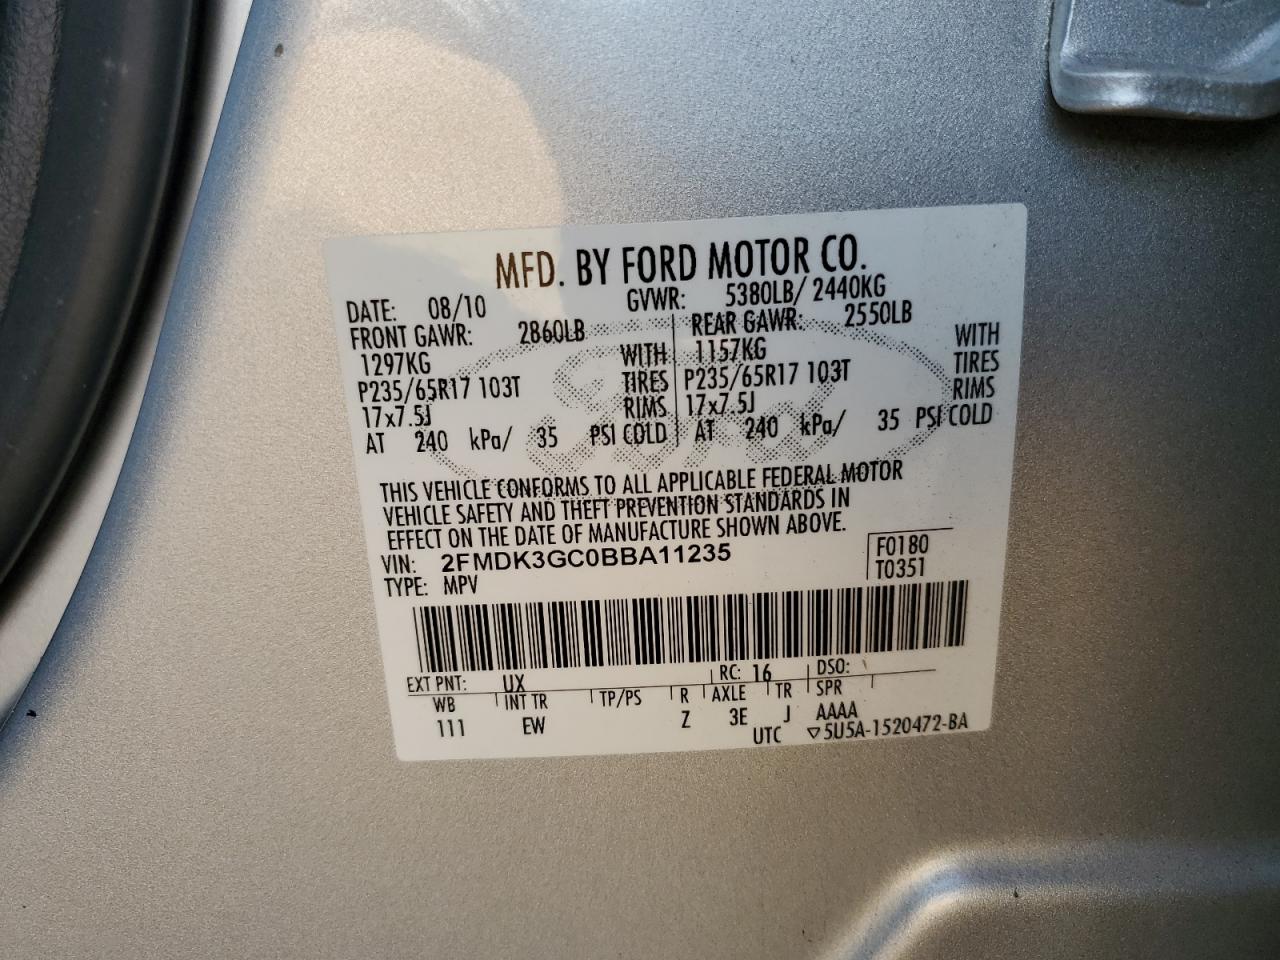 MFD. BY FORD MOTOR CO.
DATE: 08/10 GVWR: 5380LB/ 2440KG
FRONT GAWR: 2860LB REAR GAWR: 2550LB
1297KG WITH 1157KG WITH
P235/65R17 103T TIRES P235/65R17 103T TIRES
17x7.5J RIMS 17x7.5J RIMS
AT 240 kPa/ 35 PSI COLD AT 240 kPa/ 35 PSI COLD
THIS VEHICLE CONFORMS TO ALL APPLICABLE FEDERAL MOTOR
VEHICLE SAFETY AND THEFT PREVENTION STANDARDS IN
EFFECT ON THE DATE OF MANUFACTURE SHOWN ABOVE.
VIN: 2FMDK3GC0BBA11235 F0180
TYPE: MPV T0351
EXT PNT: UX RC: 16 DSO:
WB INT TR TP/PS R AXLE TR SPR
111 EW Z 3E J AAAA
UTC ▽5U5A-1520472-BA
Ford